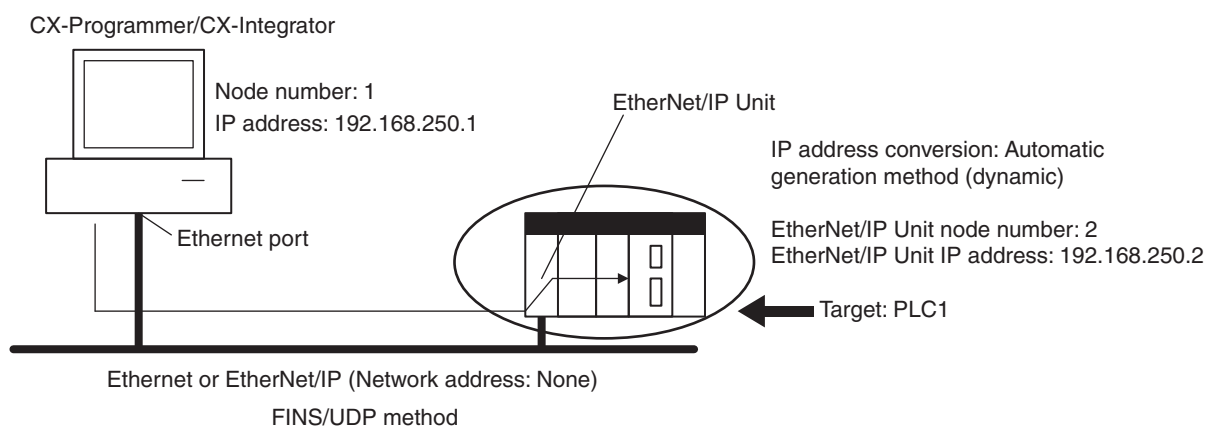 CX-Programmer/CX-Integrator
Node number: 1
IP address: 192.168.250.1
EtherNet/IP Unit
IP address conversion: Automatic
generation method (dynamic)
EtherNet/IP Unit node number: 2
EtherNet/IP Unit IP address: 192.168.250.2
Ethernet port
Target: PLC1
Ethernet or EtherNet/IP (Network address: None)
FINS/UDP method